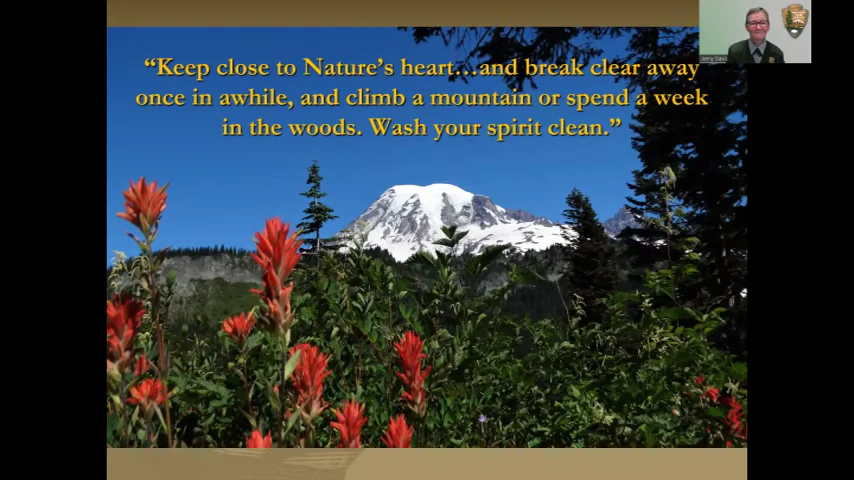 “Keep close to Nature’s heart…and break clear away
once in awhile, and climb a mountain or spend a week
in the woods. Wash your spirit clean.”